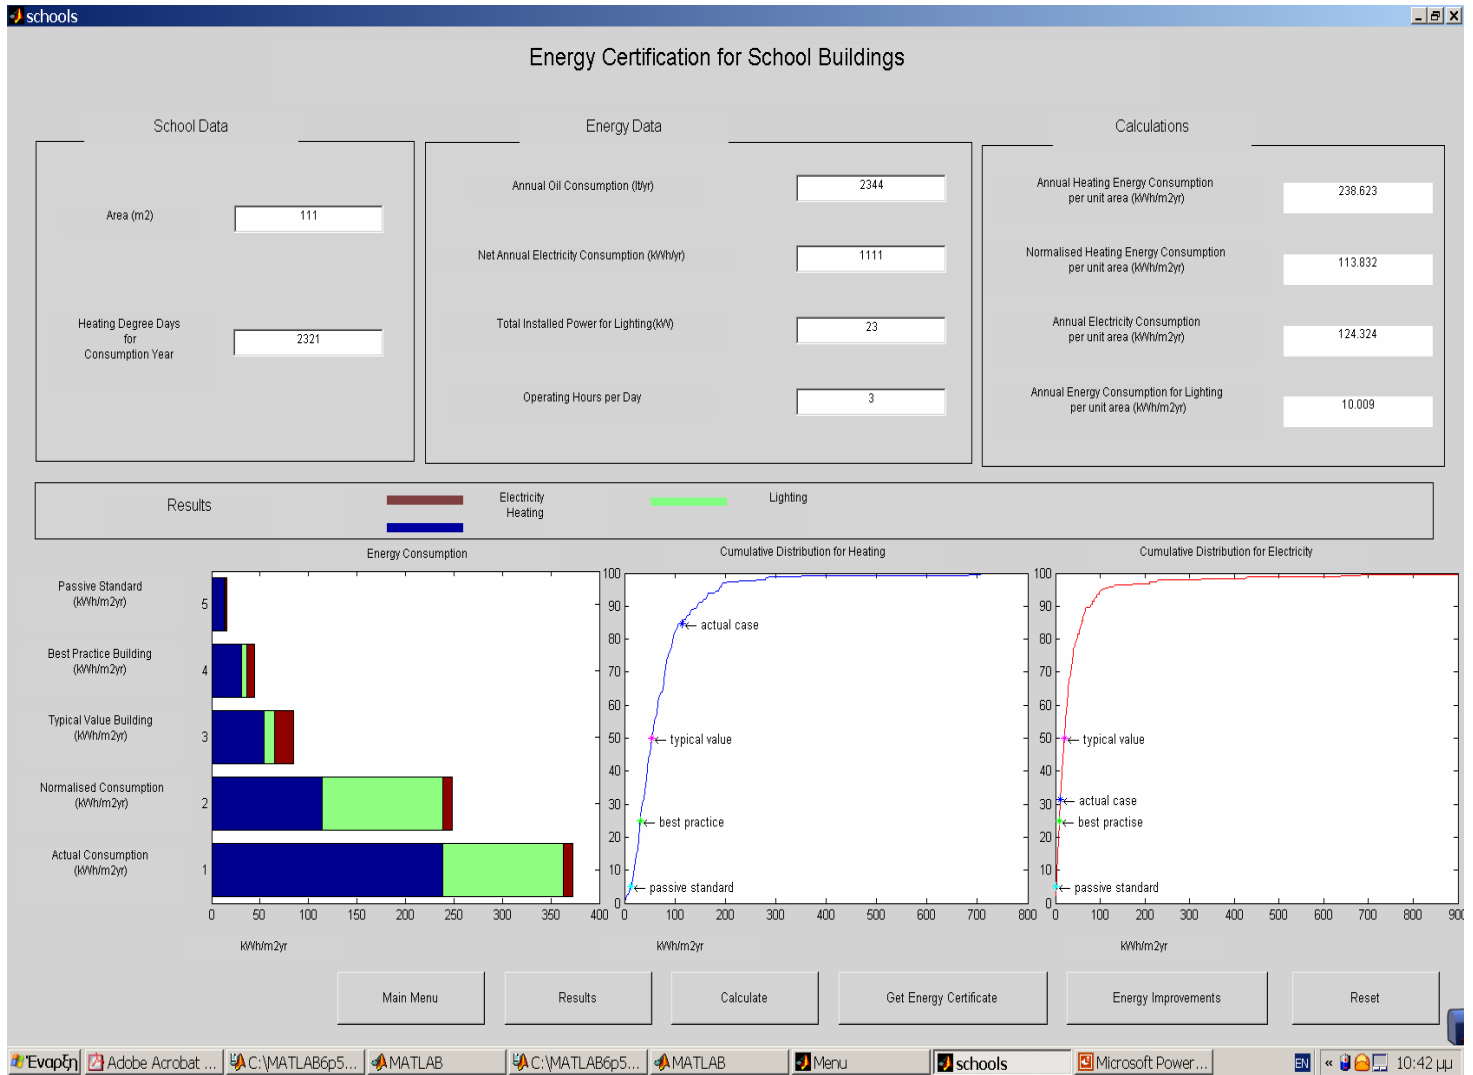 schools
Energy Certification for School Buildings
School Data
Area (m2)
111
Heating Degree Days
for
Consumption Year
2321
Energy Data
Annual Oil Consumption (lt/yr)
2344
Net Annual Electricity Consumption (kWh/yr)
1111
Total Installed Power for Lighting(kW)
23
Operating Hours per Day
3
Calculations
Annual Heating Energy Consumption
per unit area (kWh/m2yr)
238.623
Normalised Heating Energy Consumption
per unit area (kWh/m2yr)
113.832
Annual Electricity Consumption
per unit area (kWh/m2yr)
124.324
Annual Energy Consumption for Lighting
per unit area (kWh/m2yr)
10.009
Results
Electricity
Heating
Lighting
Energy Consumption
Passive Standard
(kWh/m2yr)
5
Best Practice Building
(kWh/m2yr)
4
Typical Value Building
(kWh/m2yr)
3
Normalised Consumption
(kWh/m2yr)
2
Actual Consumption
(kWh/m2yr)
1
0 50 100 150 200 250 300 350 400
kWh/m2yr
Cumulative Distribution for Heating
100
90
80
70
60
50
40
30
20
10
0
← actual case
← typical value
← best practice
← passive standard
0 100 200 300 400 500 600 700 800
kWh/m2yr
Cumulative Distribution for Electricity
100
90
80
70
60
50
40
30
20
10
0
← typical value
← actual case
← best practise
← passive standard
0 100 200 300 400 500 600 700 800 900
kWh/m2yr
Main Menu
Results
Calculate
Get Energy Certificate
Energy Improvements
Reset
Έναρξη
Adobe Acrobat ...
C:\MATLAB6p5...
MATLAB
C:\MATLAB6p5...
MATLAB
Menu
schools
Microsoft Power...
EN
«
10:42 μμ